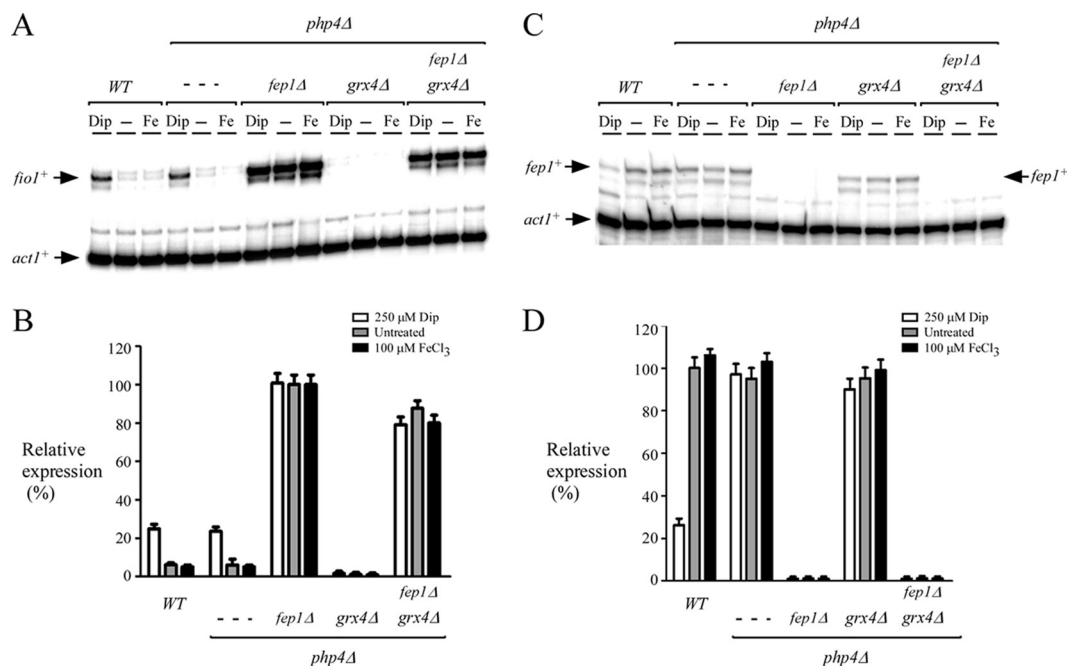 A
php4Δ
fep1Δ
WT - - - fep1Δ grx4Δ grx4Δ
Dip – Fe Dip – Fe Dip – Fe Dip – Fe Dip – Fe
fio1+
act1+
C
php4Δ
fep1Δ
WT - - - fep1Δ grx4Δ grx4Δ
Dip – Fe Dip – Fe Dip – Fe Dip – Fe Dip – Fe
fep1+
fep1+
act1+
B
250 µM Dip
Untreated
100 µM FeCl3
120
100
80
60
40
20
0
Relative
expression
(%)
fep1Δ
WT - - - fep1Δ grx4Δ grx4Δ
php4Δ
D
250 µM Dip
Untreated
100 µM FeCl3
120
100
80
60
40
20
0
Relative
expression
(%)
fep1Δ
WT - - - fep1Δ grx4Δ grx4Δ
php4Δ